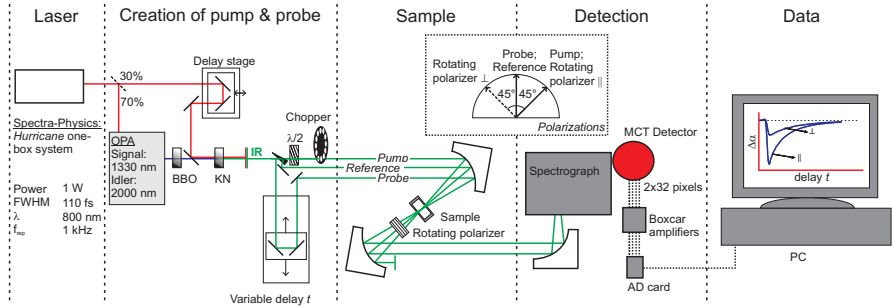 Laser
Creation of pump & probe
Sample
Detection
Data
30%
70%
Delay stage
Spectra-Physics:
Hurricane one-
box system
Power 1 W
FWHM 110 fs
λ 800 nm
f_rep 1 kHz
OPA
Signal:
1330 nm
Idler:
2000 nm
BBO
KN
IR
λ/2
Chopper
Pump
Reference
Probe
Variable delay t
Sample
Rotating polarizer
Rotating
polarizer ⊥
Probe;
Reference
Pump;
Rotating
polarizer ||
45°
45°
Polarizations
Spectrograph
MCT Detector
2x32 pixels
Boxcar
amplifiers
AD card
Δα
⊥
||
delay t
PC